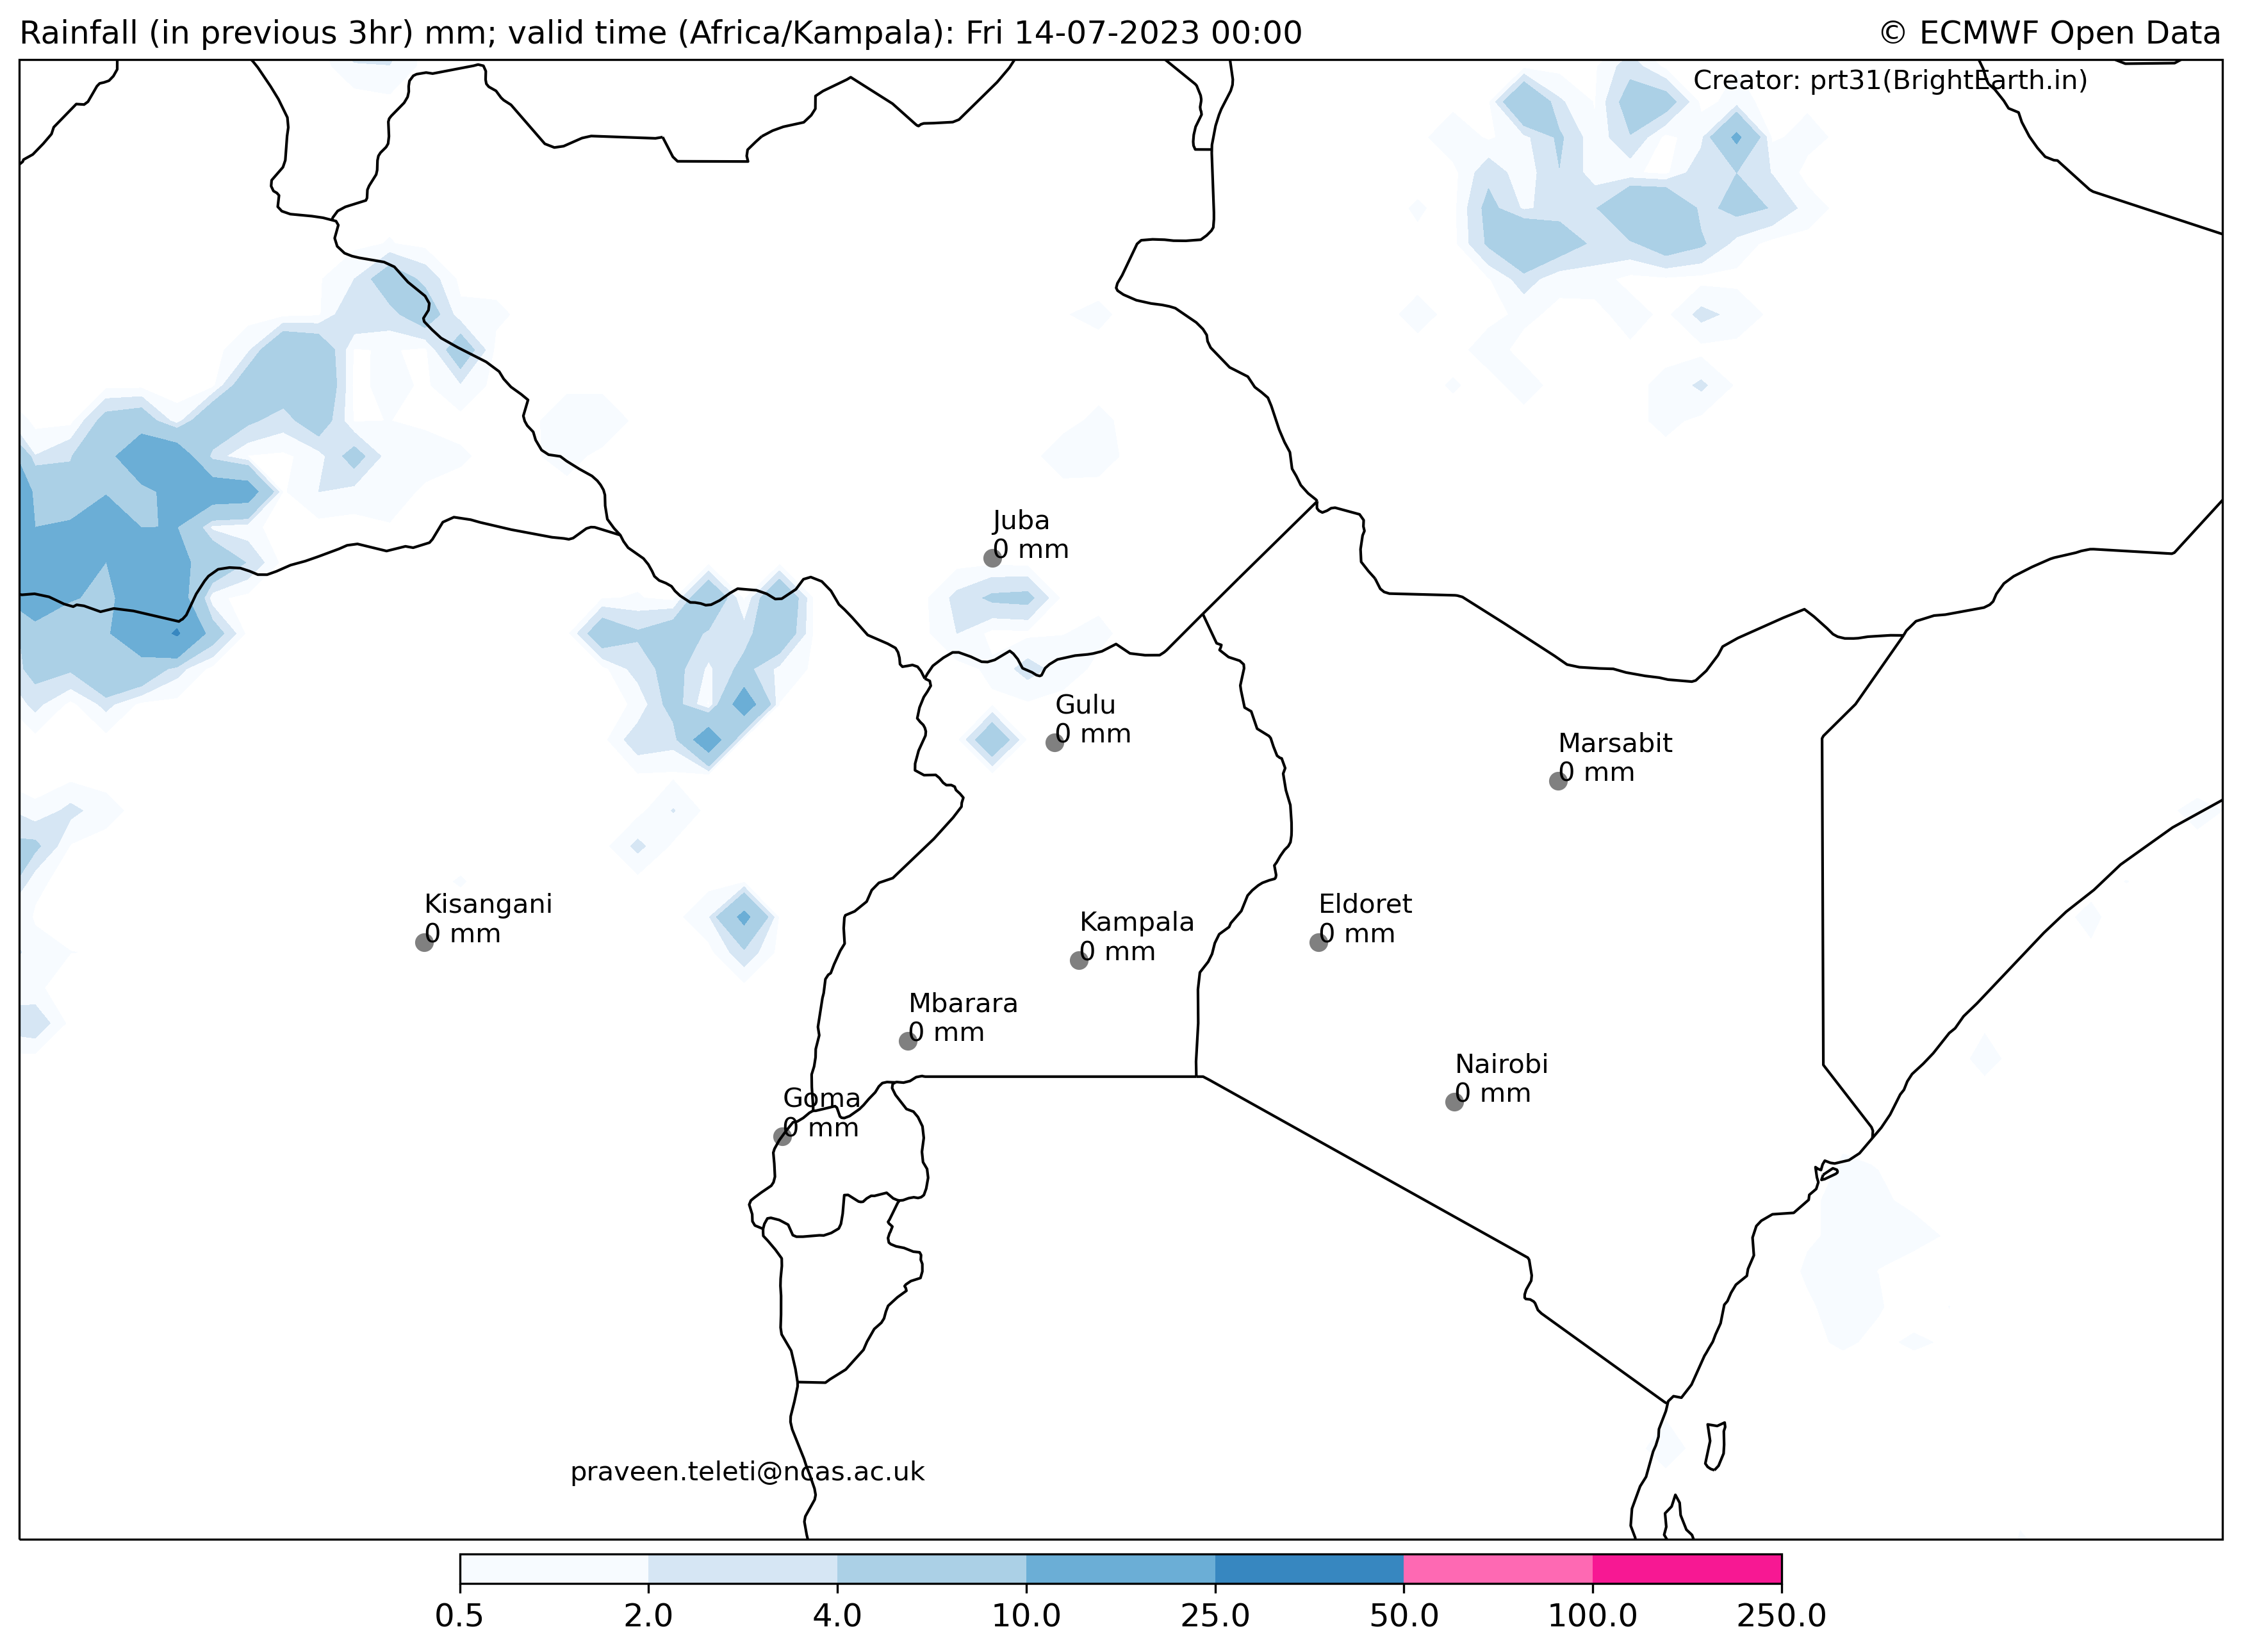 Rainfall (in previous 3hr) mm; valid time (Africa/Kampala): Fri 14-07-2023 00:00
© ECMWF Open Data
Creator: prt31(BrightEarth.in)
Juba
0 mm
Gulu
0 mm
Marsabit
0 mm
Kisangani
0 mm
Kampala
0 mm
Eldoret
0 mm
Mbarara
0 mm
Nairobi
0 mm
Goma
0 mm
praveen.teleti@ncas.ac.uk
0.5 2.0 4.0 10.0 25.0 50.0 100.0 250.0